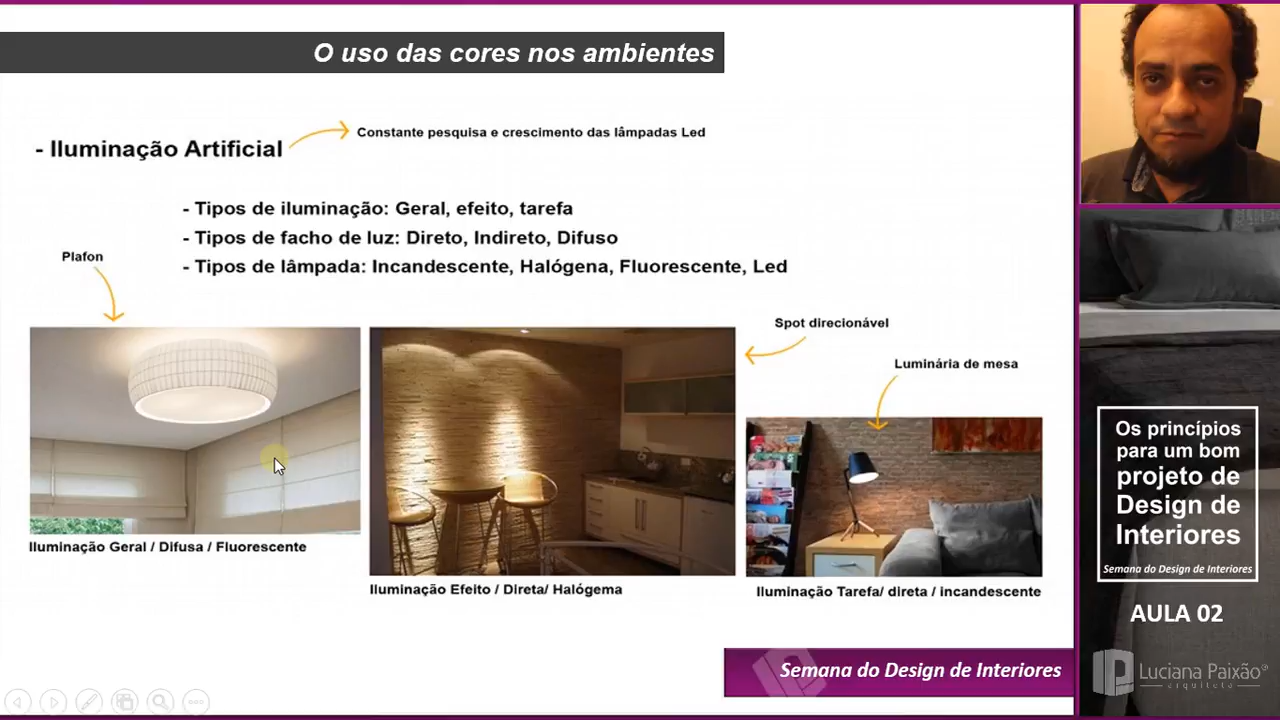 O uso das cores nos ambientes
- Iluminação Artificial
Constante pesquisa e crescimento das lâmpadas Led
- Tipos de iluminação: Geral, efeito, tarefa
- Tipos de facho de luz: Direto, Indireto, Difuso
- Tipos de lâmpada: Incandescente, Halógena, Fluorescente, Led
Plafon
Spot direcionável
Luminária de mesa
Iluminação Geral / Difusa / Fluorescente
Iluminação Efeito / Direta/ Halógema
Iluminação Tarefa/ direta / incandescente
Semana do Design de Interiores
Os princípios
para um bom
projeto de
Design de
Interiores
Semana do Design de Interiores
AULA 02
Luciana Paixão
arquiteta